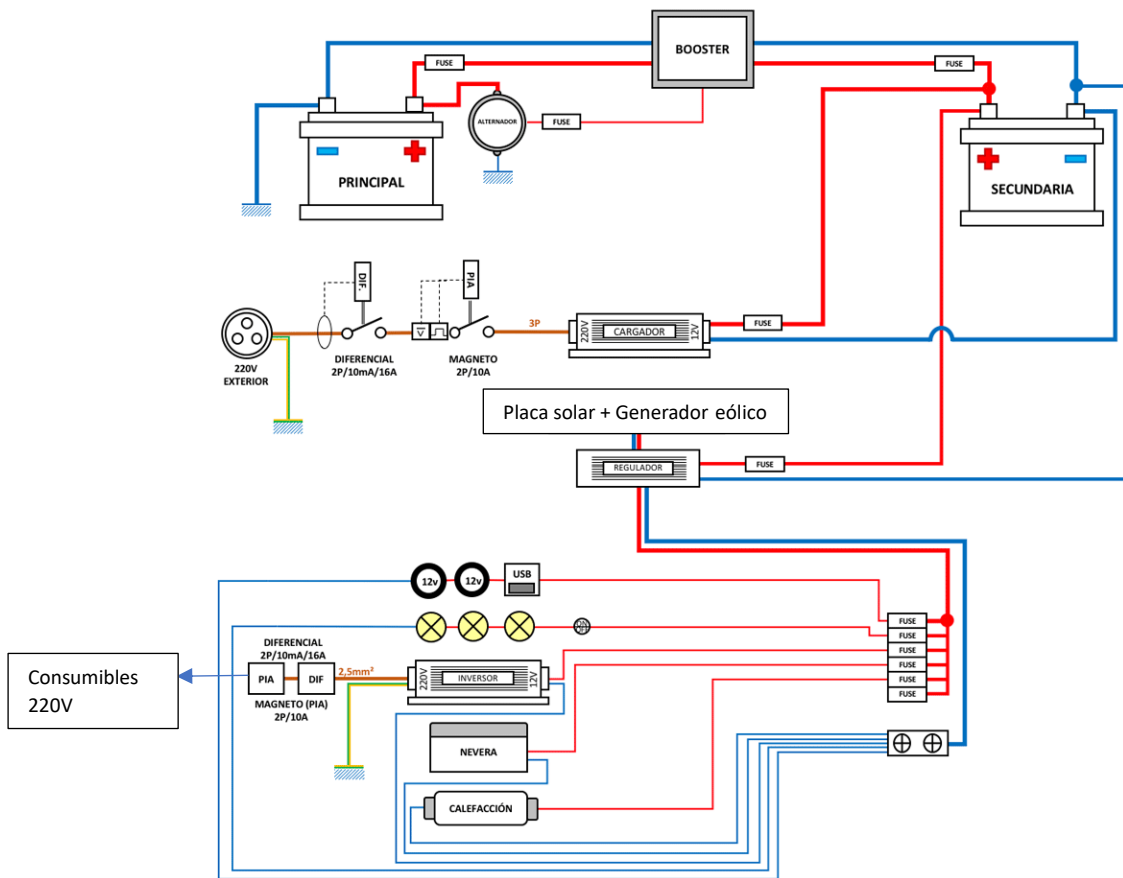 BOOSTER
FUSE
FUSE
ALTERNADOR
FUSE
PRINCIPAL
SECUNDARIA
DIF.
PIA
3P
220V
CARGADOR
12V
FUSE
220V
EXTERIOR
DIFERENCIAL
2P/10mA/16A
MAGNETO
2P/10A
Placa solar + Generador eólico
REGULADOR
FUSE
12v
12v
USB
FUSE
FUSE
FUSE
FUSE
FUSE
FUSE
DIFERENCIAL
2P/10mA/16A
PIA
DIF
2,5mm²
MAGNETO (PIA)
2P/10A
220V
INVERSOR
12V
Consumibles
220V
NEVERA
CALEFACCIÓN